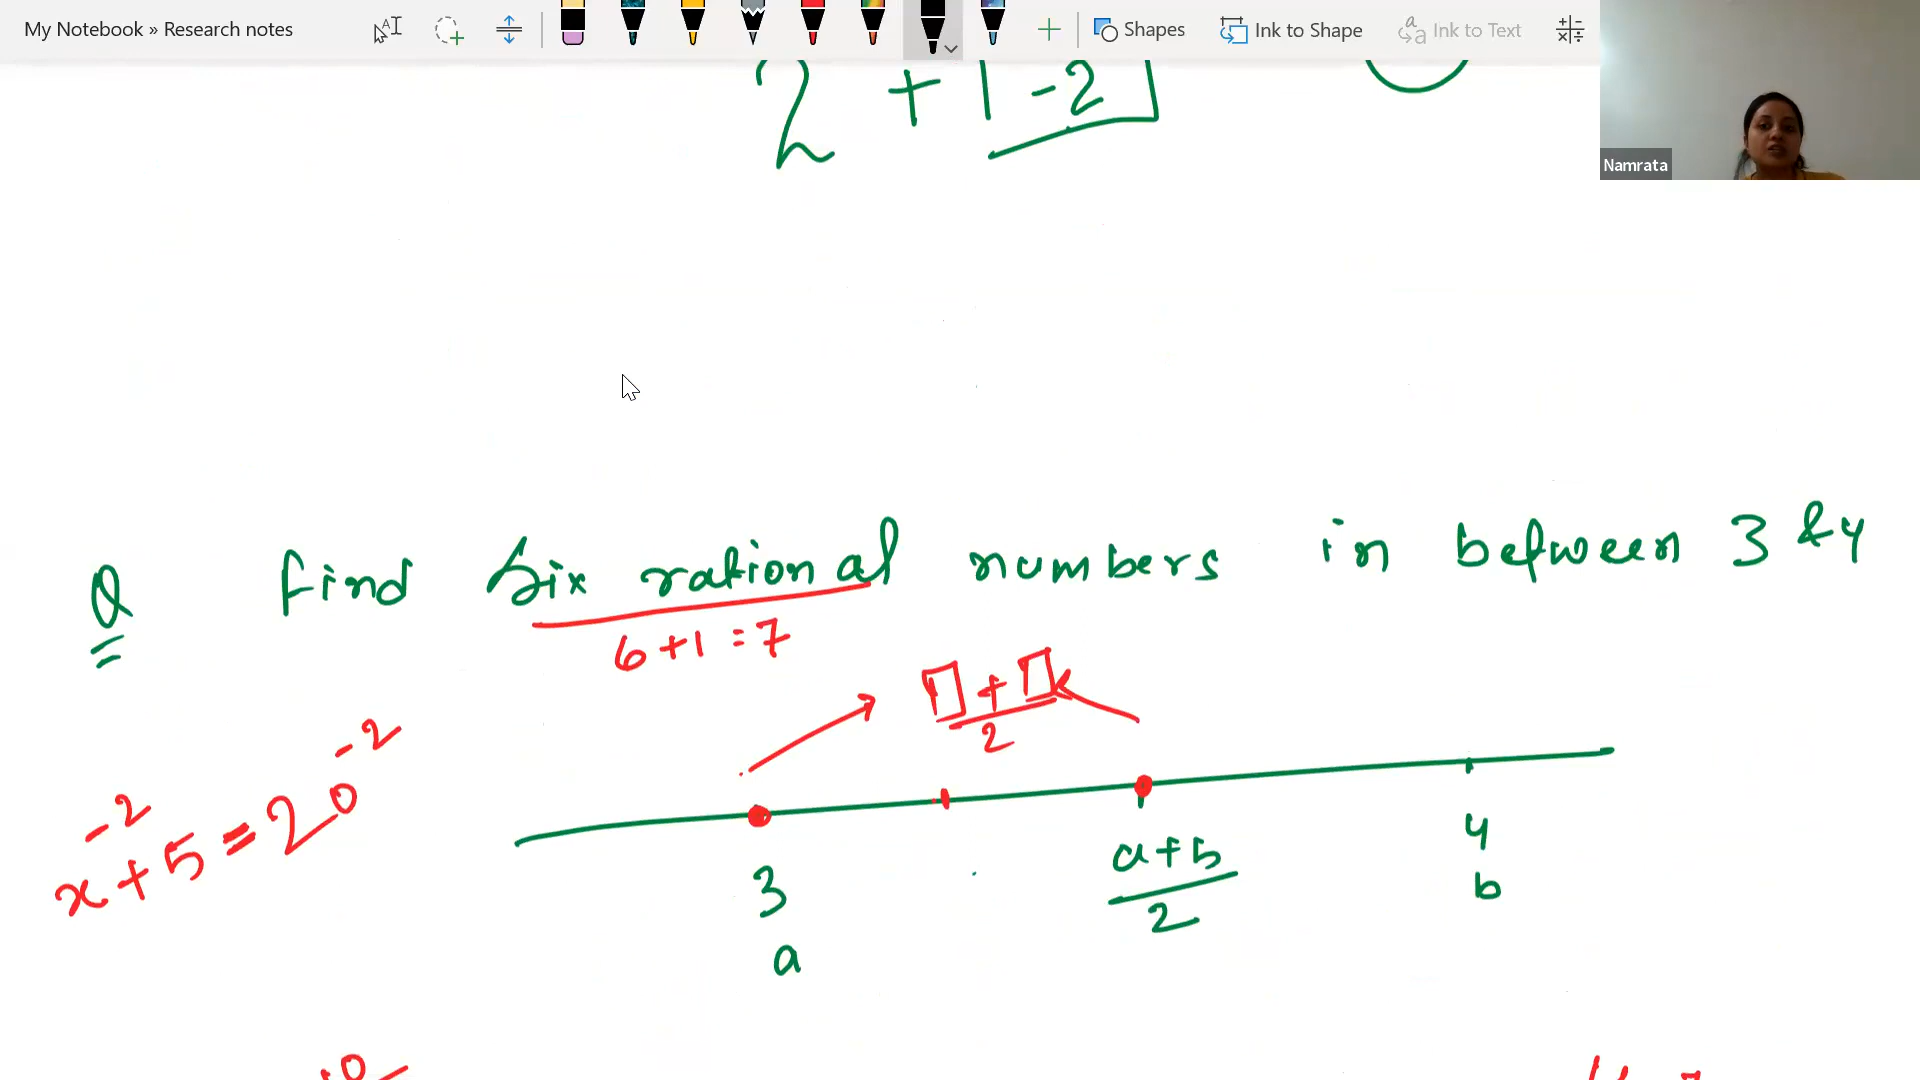 My Notebook » Research notes
Shapes
Ink to Shape
Ink to Text
Namrata
2 + 1 -2
Q find six rational numbers in between 3 & 4
6+1 = 7
+
2
-2 -2
x+5=20
3
a
a+b
2
4
b